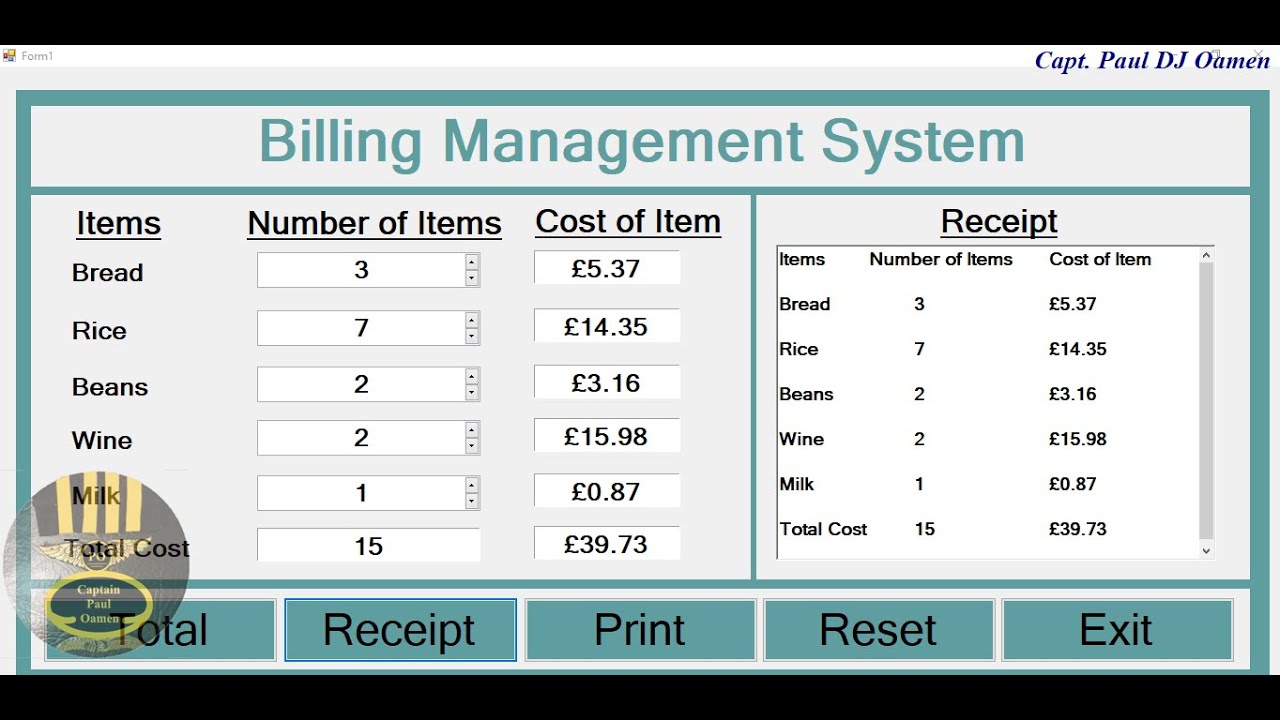 Form1
Capt. Paul DJ Oamen
Billing Management System
Items Number of Items Cost of Item
Bread 3 £5.37
Rice 7 £14.35
Beans 2 £3.16
Wine 2 £15.98
Milk 1 £0.87
Total Cost 15 £39.73
Receipt
Items Number of Items Cost of Item
Bread 3 £5.37
Rice 7 £14.35
Beans 2 £3.16
Wine 2 £15.98
Milk 1 £0.87
Total Cost 15 £39.73
Captain
Paul
Oamen
Total Receipt Print Reset Exit